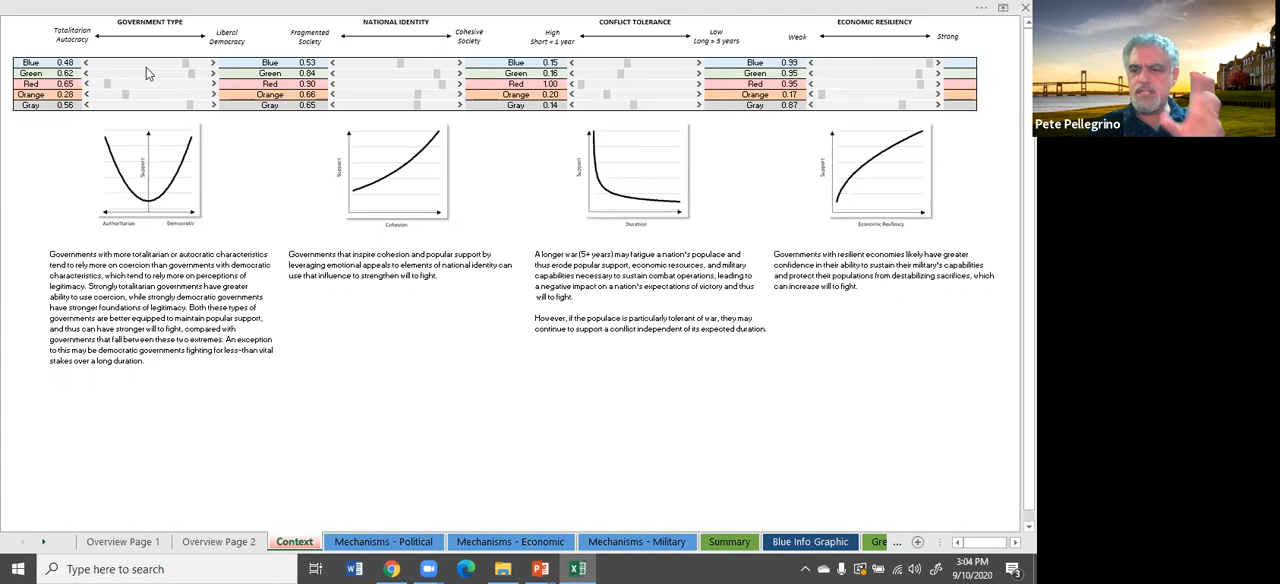 GOVERNMENT TYPE
Totalitarian
Autocracy
Liberal
Democracy
NATIONAL IDENTITY
Fragmented
Society
Cohesive
Society
CONFLICT TOLERANCE
High
Short < 1 year
Low
Long > 5 years
ECONOMIC RESILIENCY
Weak
Strong
Blue 0.48 < > Blue 0.53 < > Blue 0.15 < > Blue 0.99 < >
Green 0.62 < > Green 0.84 < > Green 0.16 < > Green 0.95 < >
Red 0.65 < > Red 0.90 < > Red 1.00 < > Red 0.95 < >
Orange 0.28 < > Orange 0.66 < > Orange 0.20 < > Orange 0.17 < >
Gray 0.56 < > Gray 0.65 < > Gray 0.14 < > Gray 0.87 < >
Support
Authoritarian Democratic
Support
Cohesion
Support
Duration
Support
Economic Resiliency
Governments with more totalitarian or autocratic characteristics
tend to rely more on coercion than governments with democratic
characteristics, which tend to rely more on perceptions of
legitimacy. Strongly totalitarian governments have greater
ability to use coercion, while strongly democratic governments
have stronger foundations of legitimacy. Both these types of
governments are better equipped to maintain popular support,
and thus can have stronger will to fight, compared with
governments that fall between these two extremes. An exception
to this may be democratic governments fighting for less-than vital
stakes over a long duration.
Governments that inspire cohesion and popular support by
leveraging emotional appeals to elements of national identity can
use that influence to strengthen will to fight.
A longer war (5+ years) may fatigue a nation's populace and
thus erode popular support, economic resources, and military
capabilities necessary to sustain combat operations, leading to
a negative impact on a nation's expectations of victory and thus
will to fight.
However, if the populace is particularly tolerant of war, they may
continue to support a conflict independent of its expected duration.
Governments with resilient economies likely have greater
confidence in their ability to sustain their military's capabilities
and protect their populations from destabilizing sacrifices, which
can increase will to fight.
Pete Pellegrino
Overview Page 1 Overview Page 2 Context Mechanisms - Political Mechanisms - Economic Mechanisms - Military Summary Blue Info Graphic Gre ...
Type here to search
3:04 PM
9/10/2020
3